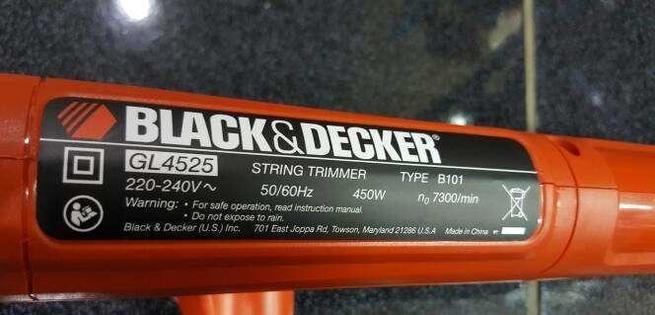 BLACK&DECKER®
GL4525 STRING TRIMMER TYPE B101
220-240V~ 50/60Hz 450W n0 7300/min
Warning: • For safe operation, read instruction manual.
• Do not expose to rain.
Black & Decker (U.S.) Inc. 701 East Joppa Rd, Towson, Maryland 21286 U.S.A Made in China